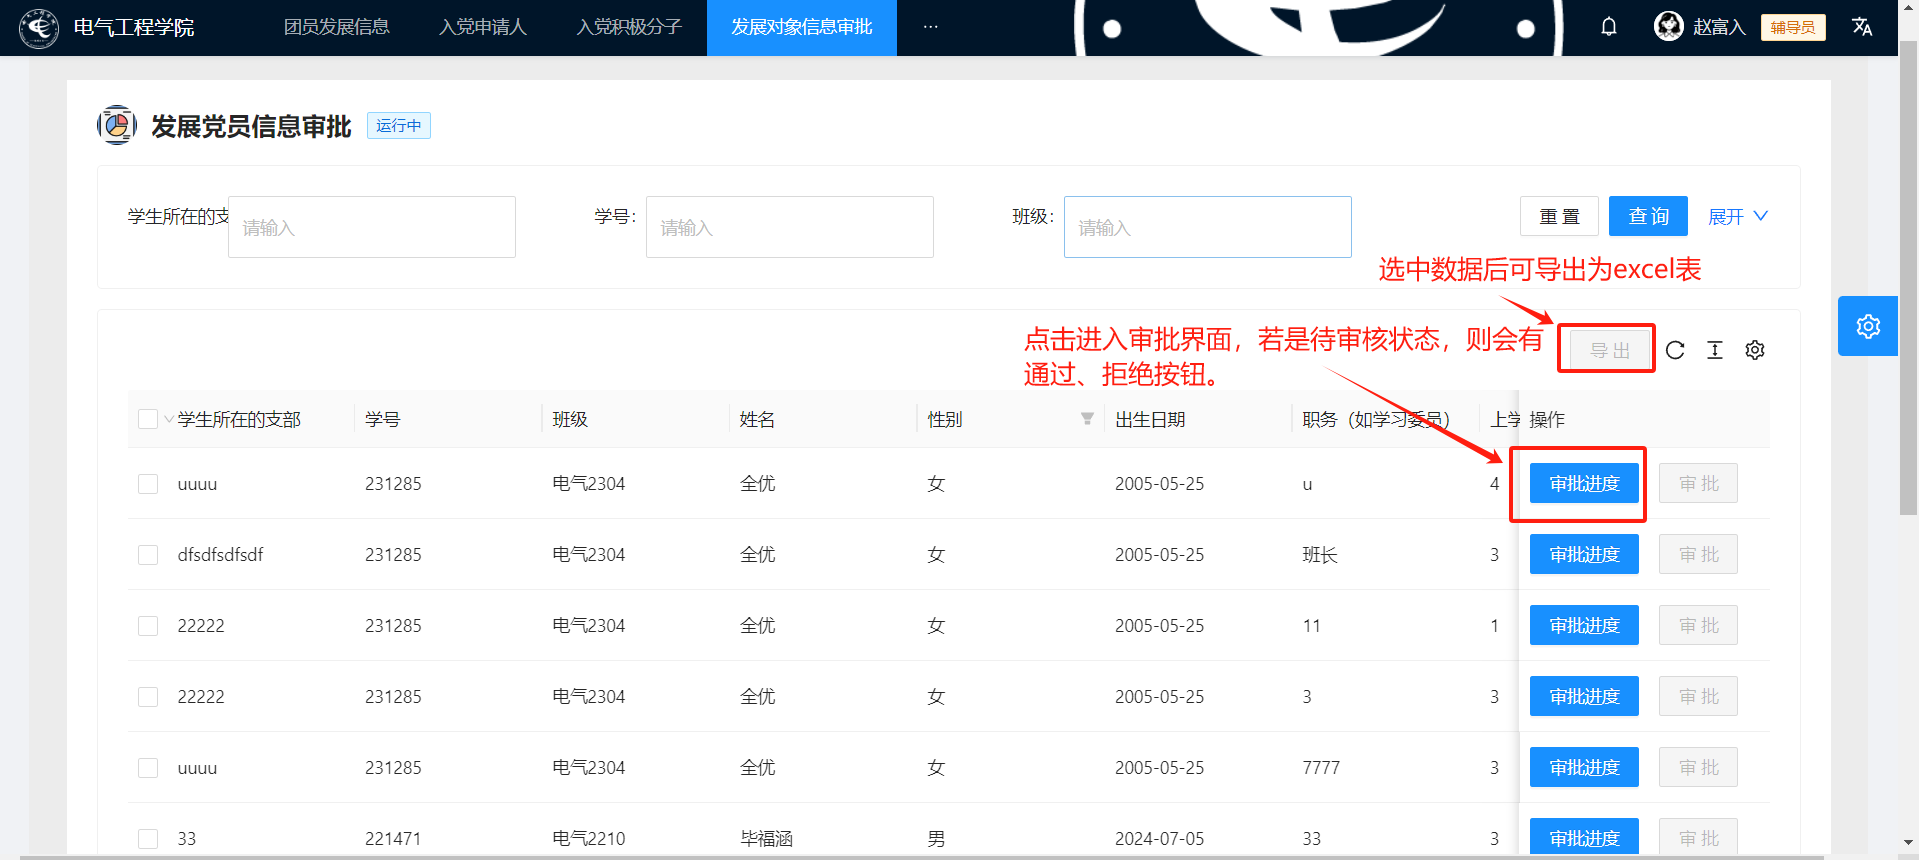 电气工程学院 团员发展信息 入党申请人 入党积极分子 发展对象信息审批 ··· 赵富入 辅导员
发展党员信息审批 运行中
学生所在的支 请输入 学号: 请输入 班级: 请输入 重 置 查 询 展开
选中数据后可导出为excel表
点击进入审批界面，若是待审核状态，则会有
通过、拒绝按钮。
导 出
学生所在的支部 学号 班级 姓名 性别 出生日期 职务（如学习委员） 上学 操作
uuuu 231285 电气2304 全优 女 2005-05-25 u 4 审批进度 审 批
dfsdfsdfsdf 231285 电气2304 全优 女 2005-05-25 班长 3 审批进度 审 批
22222 231285 电气2304 全优 女 2005-05-25 11 1 审批进度 审 批
22222 231285 电气2304 全优 女 2005-05-25 3 3 审批进度 审 批
uuuu 231285 电气2304 全优 女 2005-05-25 7777 3 审批进度 审 批
33 221471 电气2210 毕福涵 男 2024-07-05 33 3 审批进度 审 批